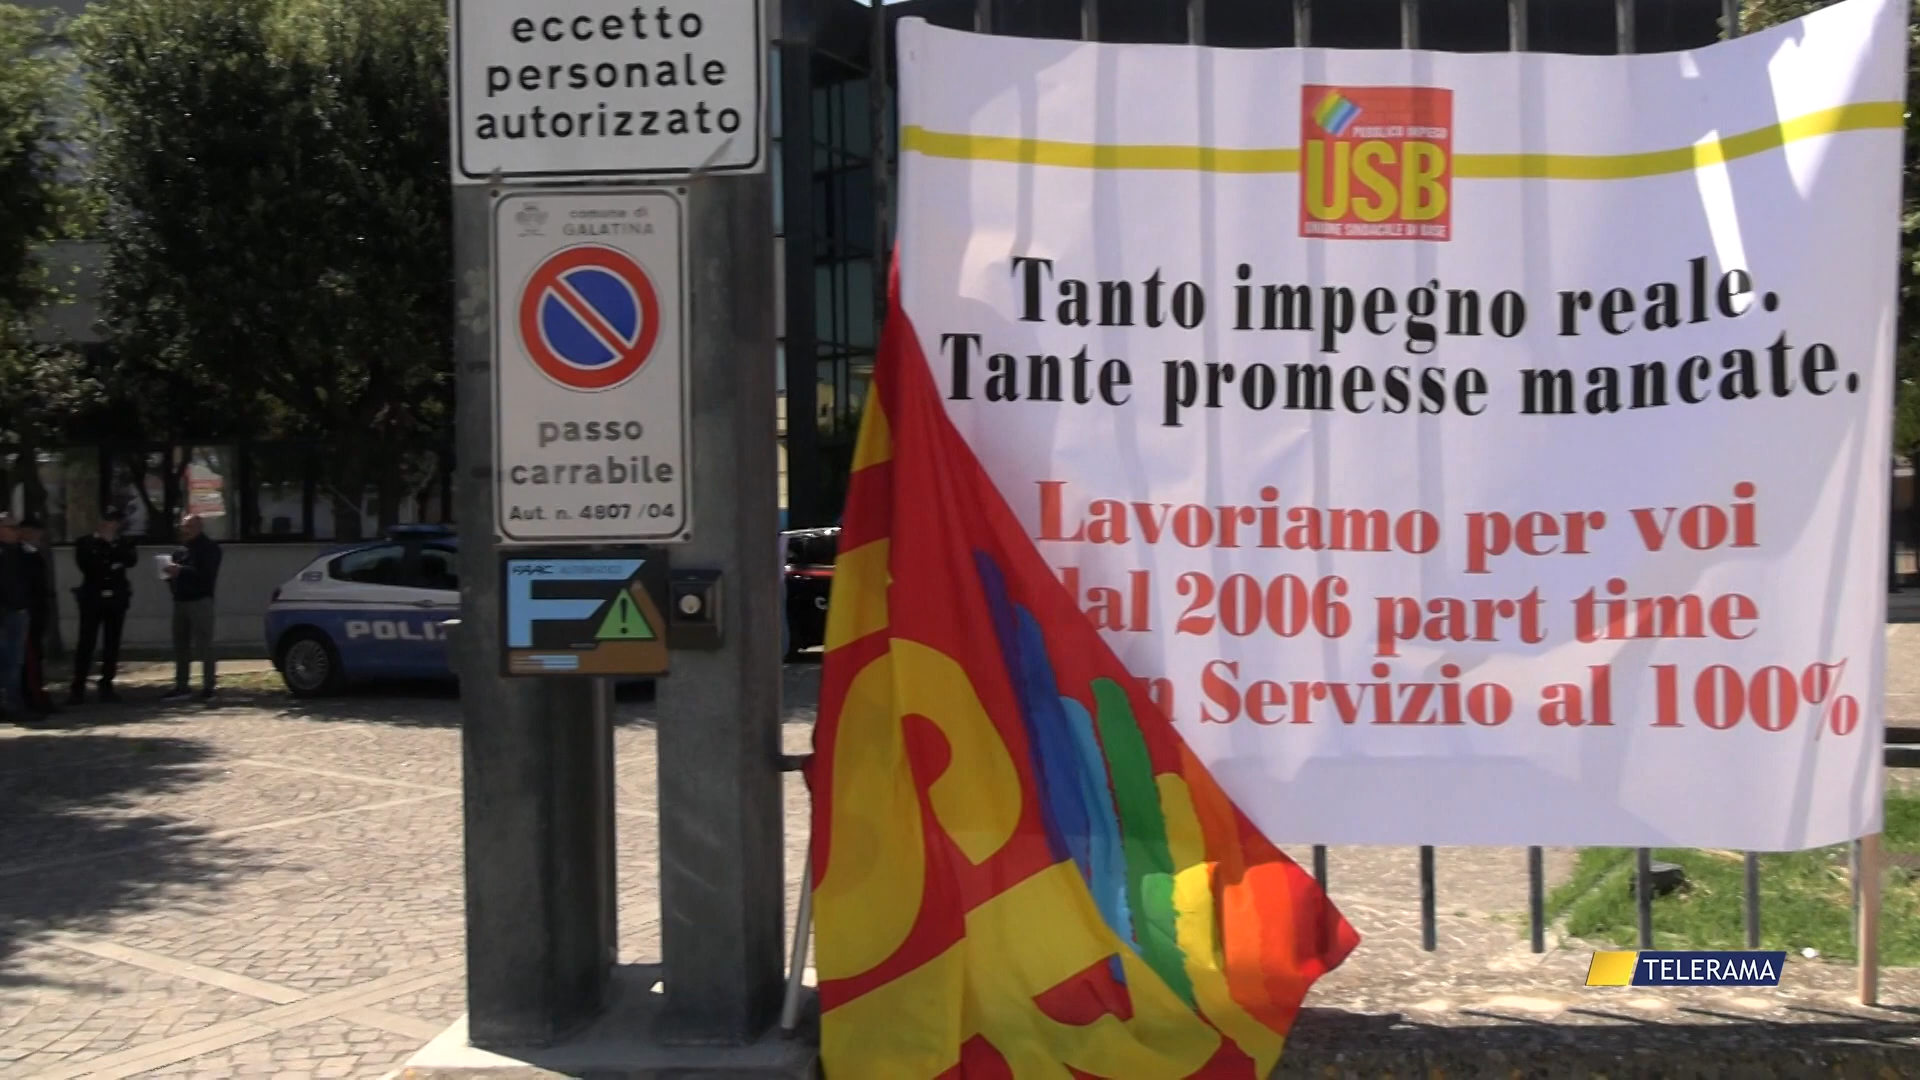 eccetto
personale
autorizzato
comune di
GALATINA
passo
carrabile
Aut. n. 4807/04
FAAC
POLIZ
PUBBLICO IMPIEGO
USB
UNIONE SINDACALE DI BASE
Tanto impegno reale.
Tante promesse mancate.
Lavoriamo per voi
dal 2006 part time
n Servizio al 100%
TELERAMA